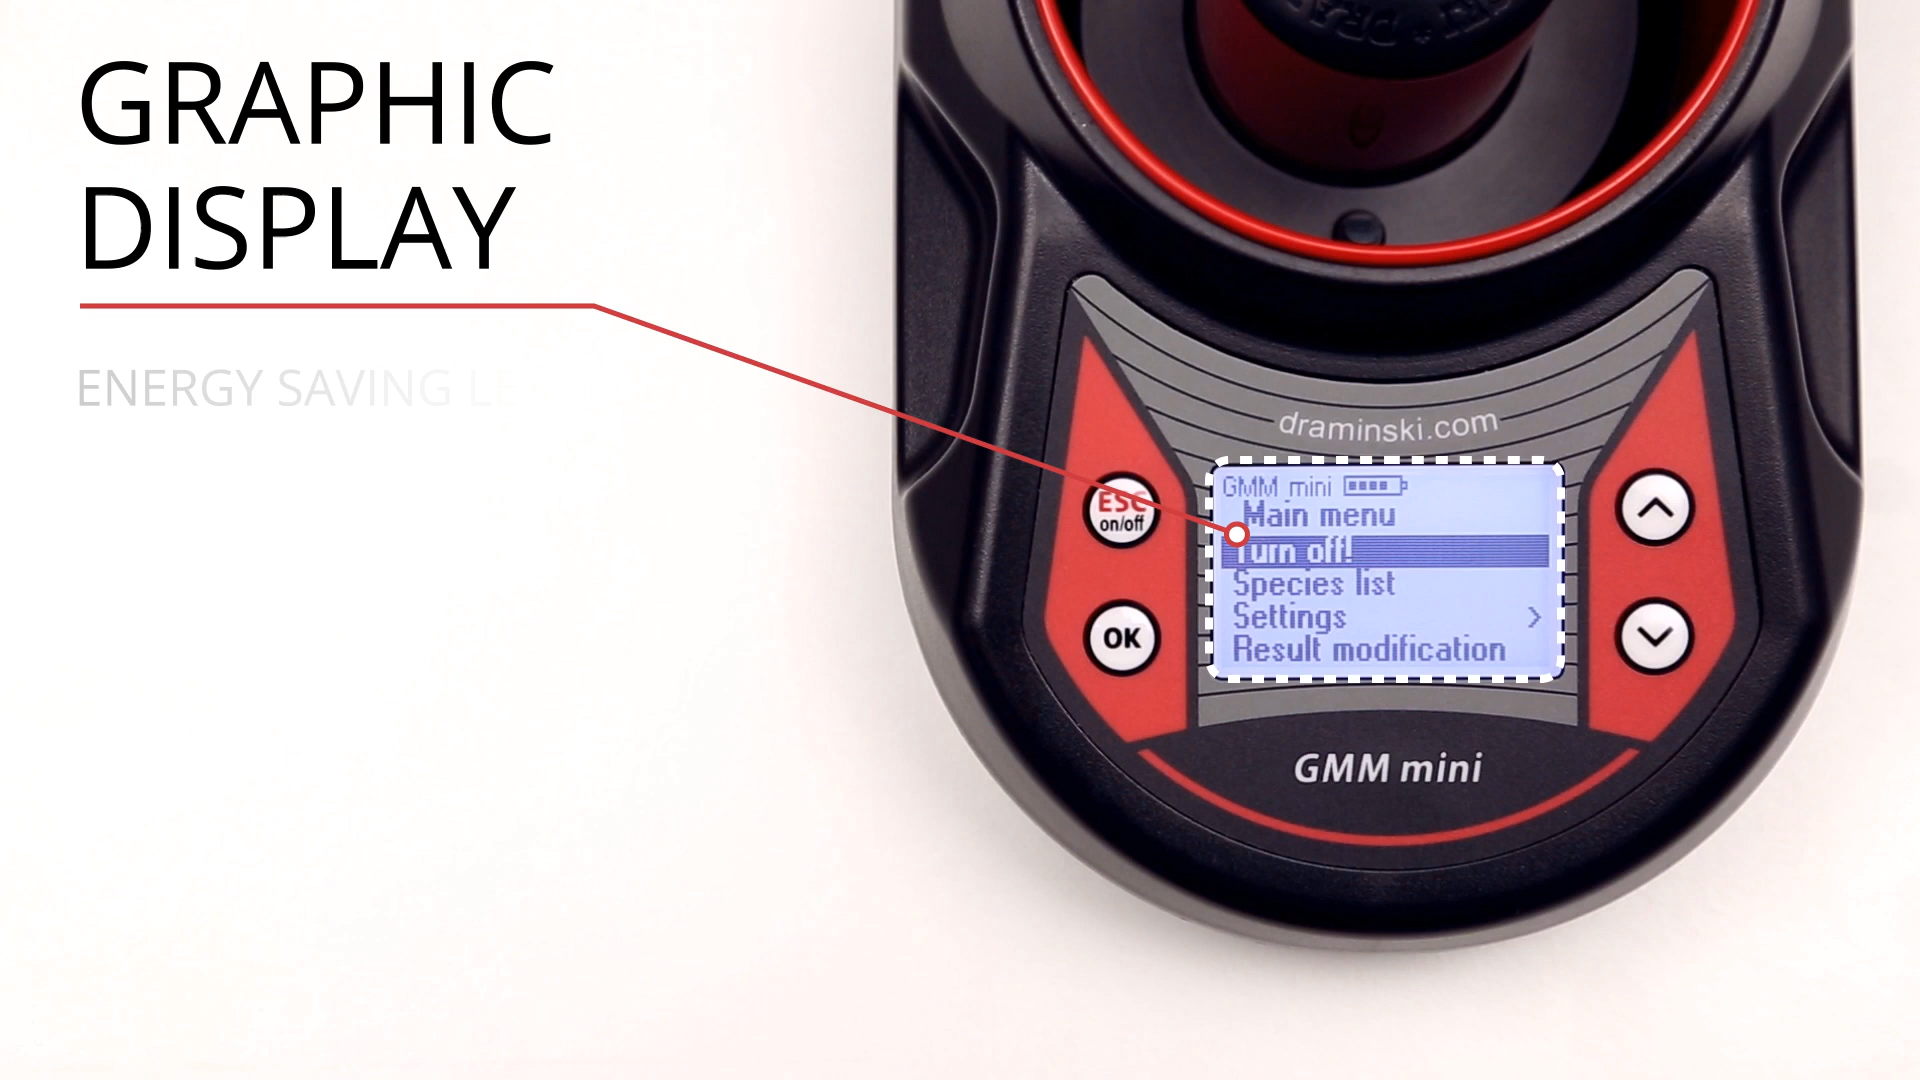 GRAPHIC
DISPLAY
ENERGY SAVING LE
draminski.com
GMM mini
Main menu
Turn off!
Species list
Settings >
Result modification
ESC
on/off
OK
GMM mini